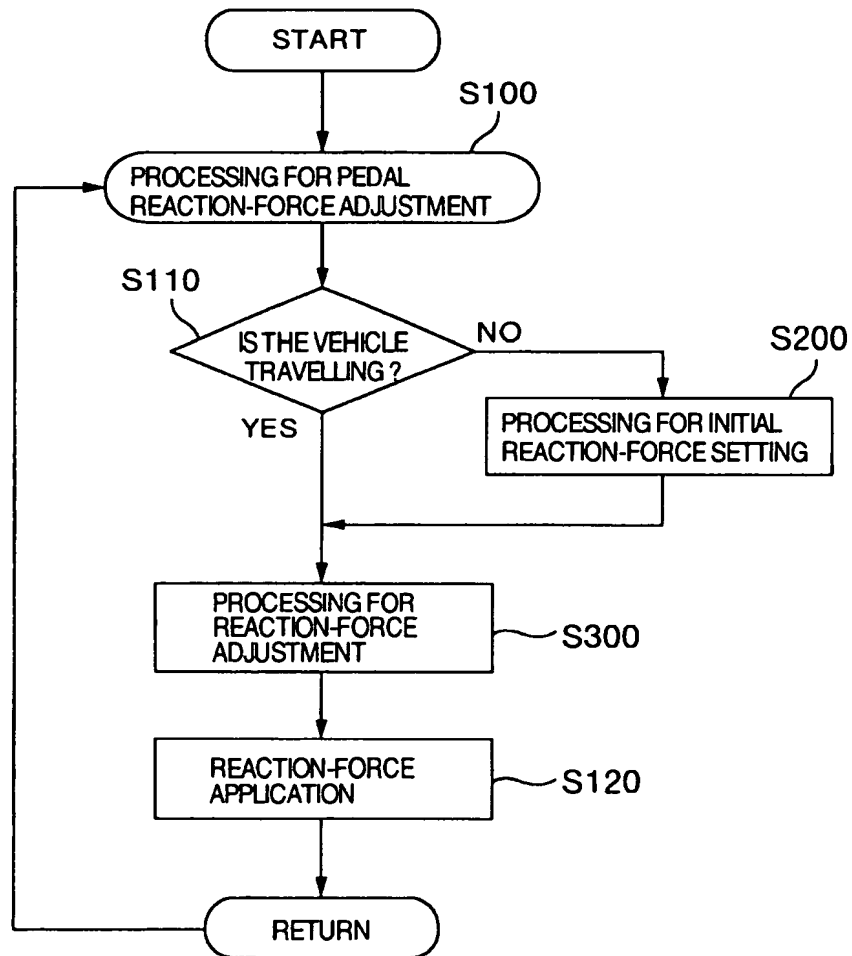 START
S100
PROCESSING FOR PEDAL
REACTION-FORCE ADJUSTMENT
S110
IS THE VEHICLE
TRAVELLING ?
NO
YES
S200
PROCESSING FOR INITIAL
REACTION-FORCE SETTING
PROCESSING FOR
REACTION-FORCE
ADJUSTMENT
S300
REACTION-FORCE
APPLICATION
S120
RETURN